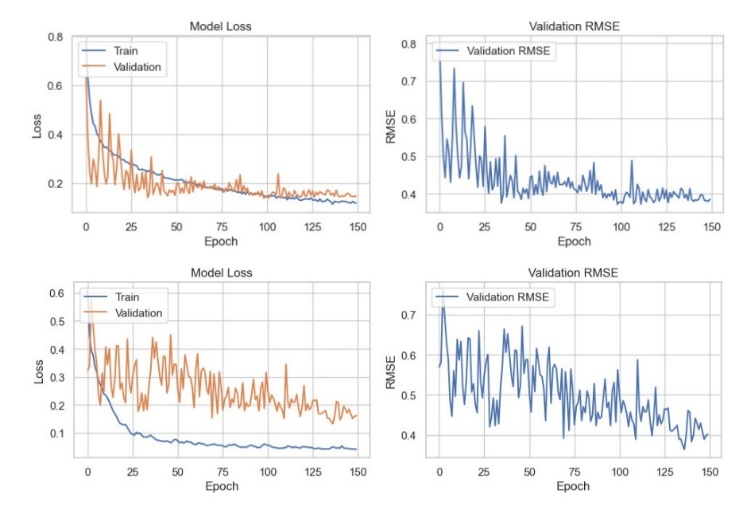 Model Loss
0.8
0.6
0.4
0.2
Loss
Train
Validation
0 25 50 75 100 125 150
Epoch
Validation RMSE
0.8
0.7
0.6
0.5
0.4
RMSE
Validation RMSE
0 25 50 75 100 125 150
Epoch
Model Loss
0.6
0.5
0.4
0.3
0.2
0.1
Loss
Train
Validation
0 25 50 75 100 125 150
Epoch
Validation RMSE
0.7
0.6
0.5
0.4
RMSE
Validation RMSE
0 25 50 75 100 125 150
Epoch